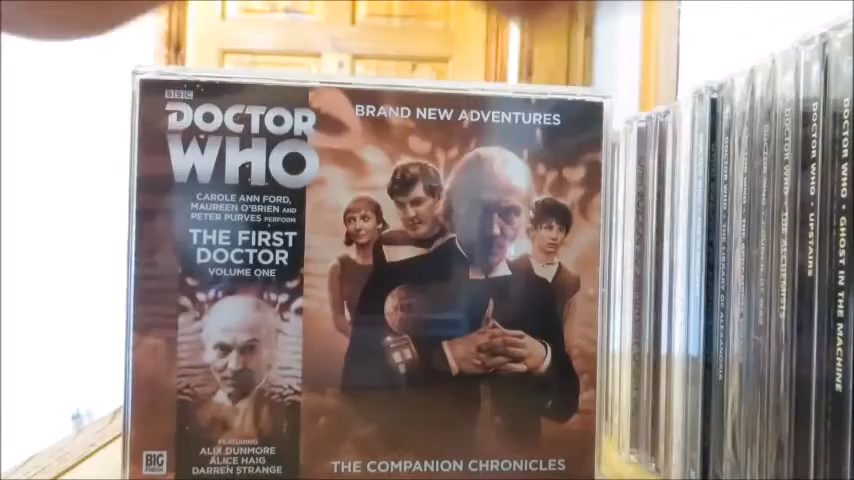 BBC
DOCTOR
WHO
BRAND NEW ADVENTURES
CAROLE ANN FORD,
MAUREEN O'BRIEN AND
PETER PURVES PERFORM
THE FIRST
DOCTOR
VOLUME ONE
FEATURING
ALIX DUNMORE
ALICE HAIG
DARREN STRANGE
BIG
FINISH
THE COMPANION CHRONICLES
DOCTOR WHO • THE LIBRARY OF ALEXANDRIA
THE ALCHEMISTS
DOCTOR WHO • UPSTAIRS
DOCTOR WHO • GHOST IN THE MACHINE